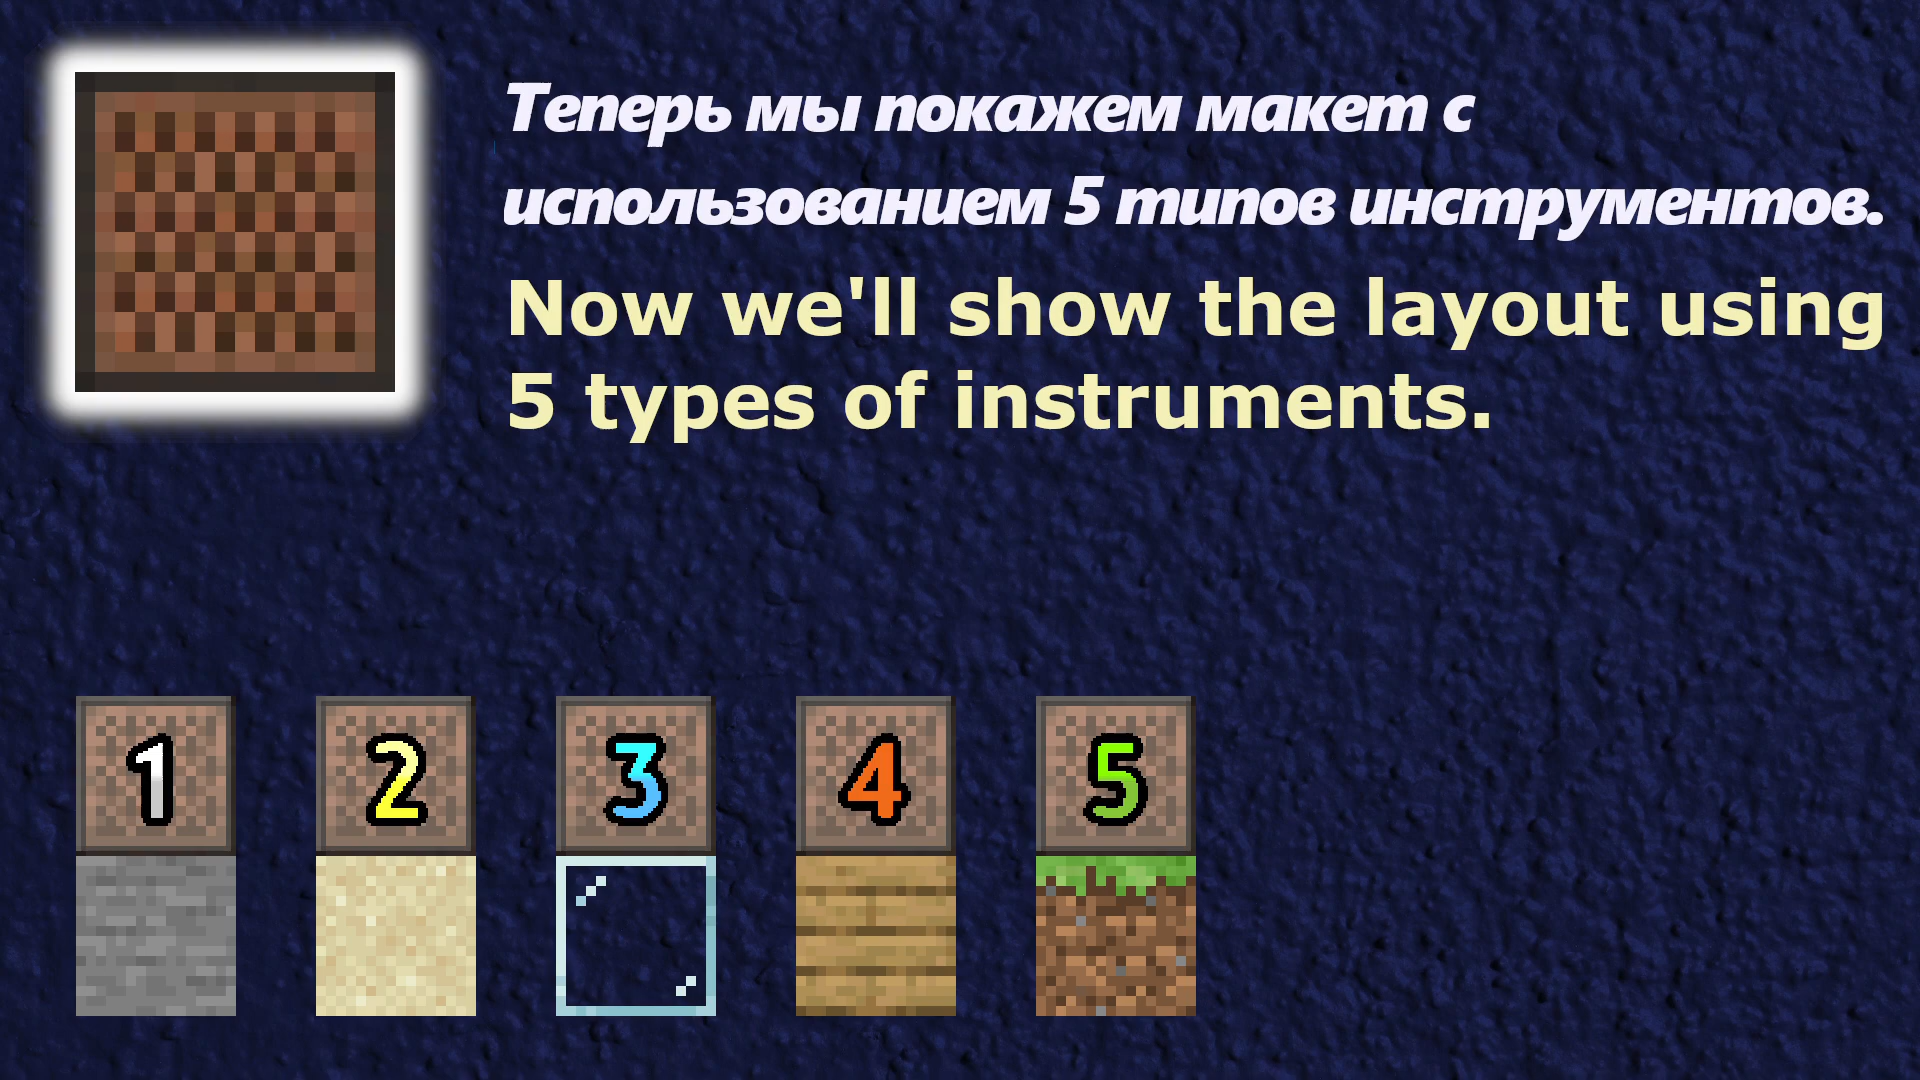 Теперь мы покажем макет с
использованием 5 типов инструментов.
Now we'll show the layout using
5 types of instruments.
1 2 3 4 5